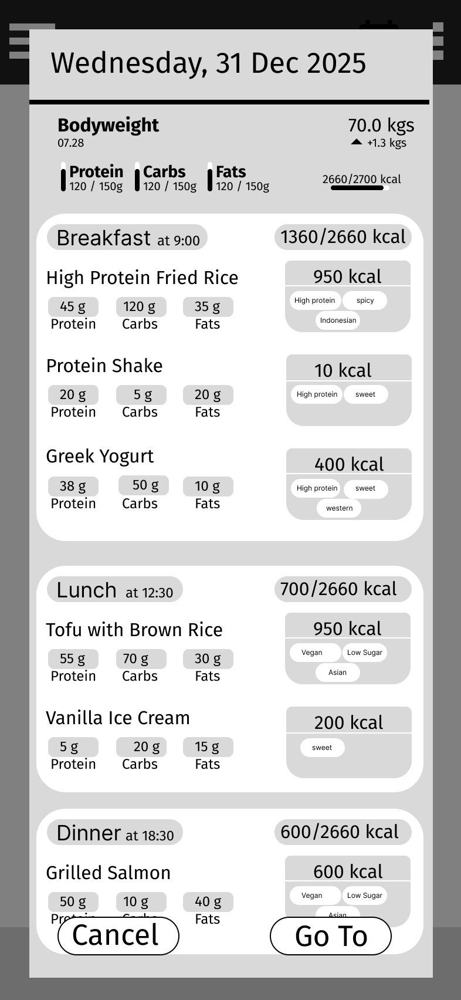 Wednesday, 31 Dec 2025
Bodyweight
70.0 kgs
07.28
+1.3 kgs
Protein
120 / 150g
Carbs
120 / 150g
Fats
120 / 150g
2660/2700 kcal
Breakfast at 9:00
1360/2660 kcal
High Protein Fried Rice
45 g
120 g
35 g
Protein
Carbs
Fats
950 kcal
High protein
spicy
Indonesian
Protein Shake
20 g
5 g
20 g
Protein
Carbs
Fats
10 kcal
High protein
sweet
Greek Yogurt
38 g
50 g
10 g
Protein
Carbs
Fats
400 kcal
High protein
sweet
western
Lunch at 12:30
700/2660 kcal
Tofu with Brown Rice
55 g
70 g
30 g
Protein
Carbs
Fats
950 kcal
Vegan
Low Sugar
Asian
Vanilla Ice Cream
5 g
20 g
15 g
Protein
Carbs
Fats
200 kcal
sweet
Dinner at 18:30
600/2660 kcal
Grilled Salmon
50 g
10 g
40 g
Protein
Carbs
Fats
600 kcal
Vegan
Low Sugar
Asian
Cancel
Go To